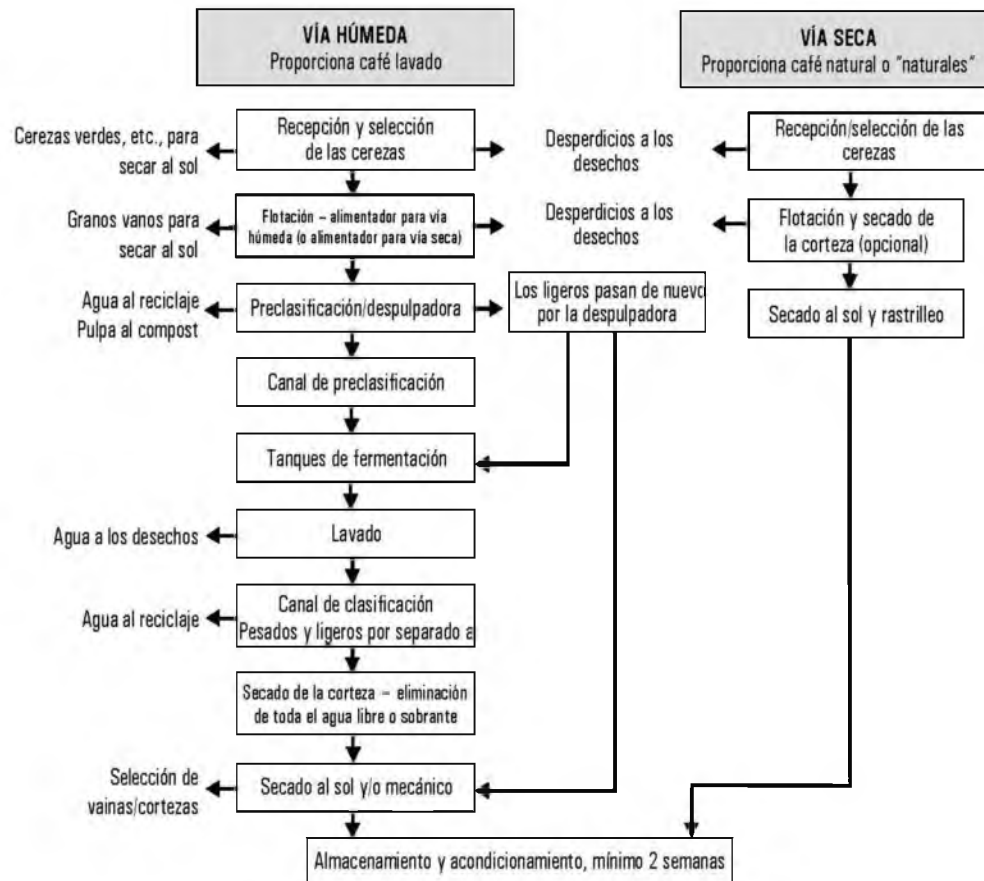 VÍA HÚMEDA
Proporciona café lavado
VÍA SECA
Proporciona café natural o "naturales"
Cerezas verdes, etc., para
secar al sol
Recepción y selección
de las cerezas
Desperdicios a los
desechos
Recepción/selección de las
cerezas
Granos vanos para
secar al sol
Flotación – alimentador para vía
húmeda (o alimentador para vía seca)
Desperdicios a los
desechos
Flotación y secado de
la corteza (opcional)
Agua al reciclaje
Pulpa al compost
Preclasificación/despulpadora
Los ligeros pasan de nuevo
por la despulpadora
Secado al sol y rastrilleo
Canal de preclasificación
Tanques de fermentación
Agua a los desechos
Lavado
Agua al reciclaje
Canal de clasificación
Pesados y ligeros por separado a
Secado de la corteza – eliminación
de toda el agua libre o sobrante
Selección de
vainas/cortezas
Secado al sol y/o mecánico
Almacenamiento y acondicionamiento, mínimo 2 semanas